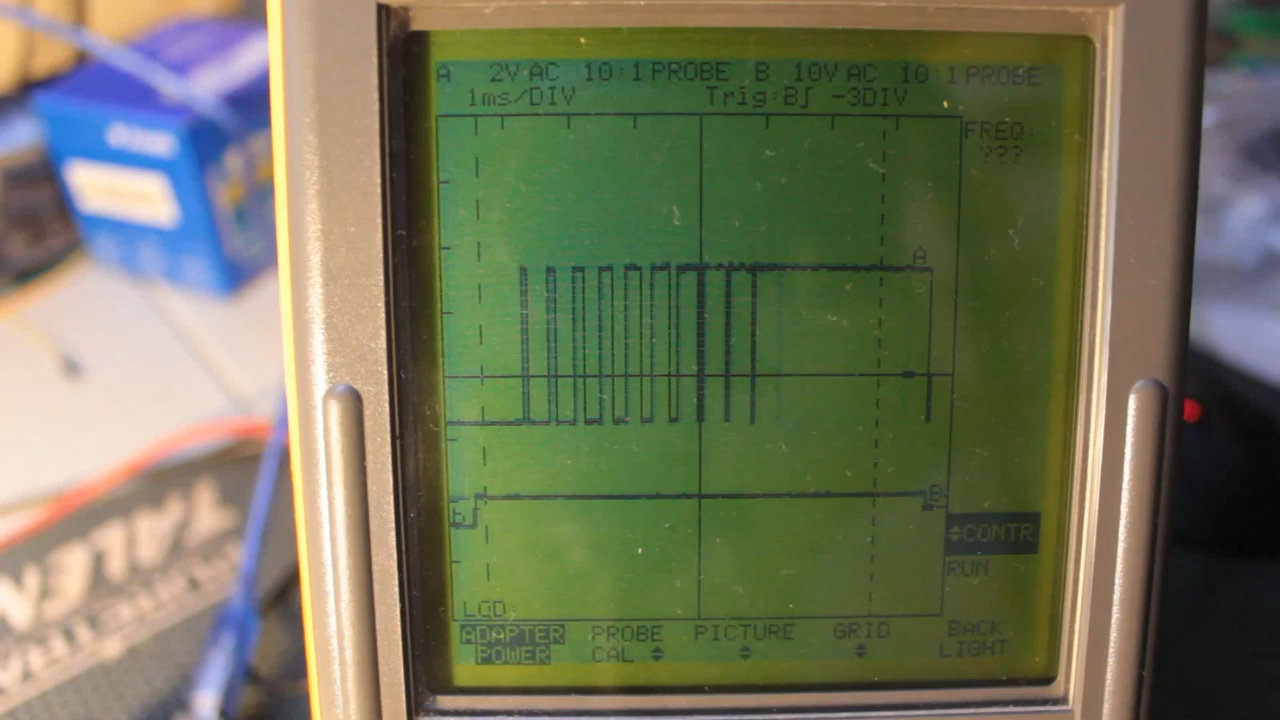 A 2V AC 10:1 PROBE B 10V AC 10:1 PROBE
1ms/DIV Trig:B∫ -3DIV
FREQ:
???
A
B
b
CONTR
RUN
LCD:
ADAPTER POWER
PROBE CAL
PICTURE
GRID
BACK LIGHT